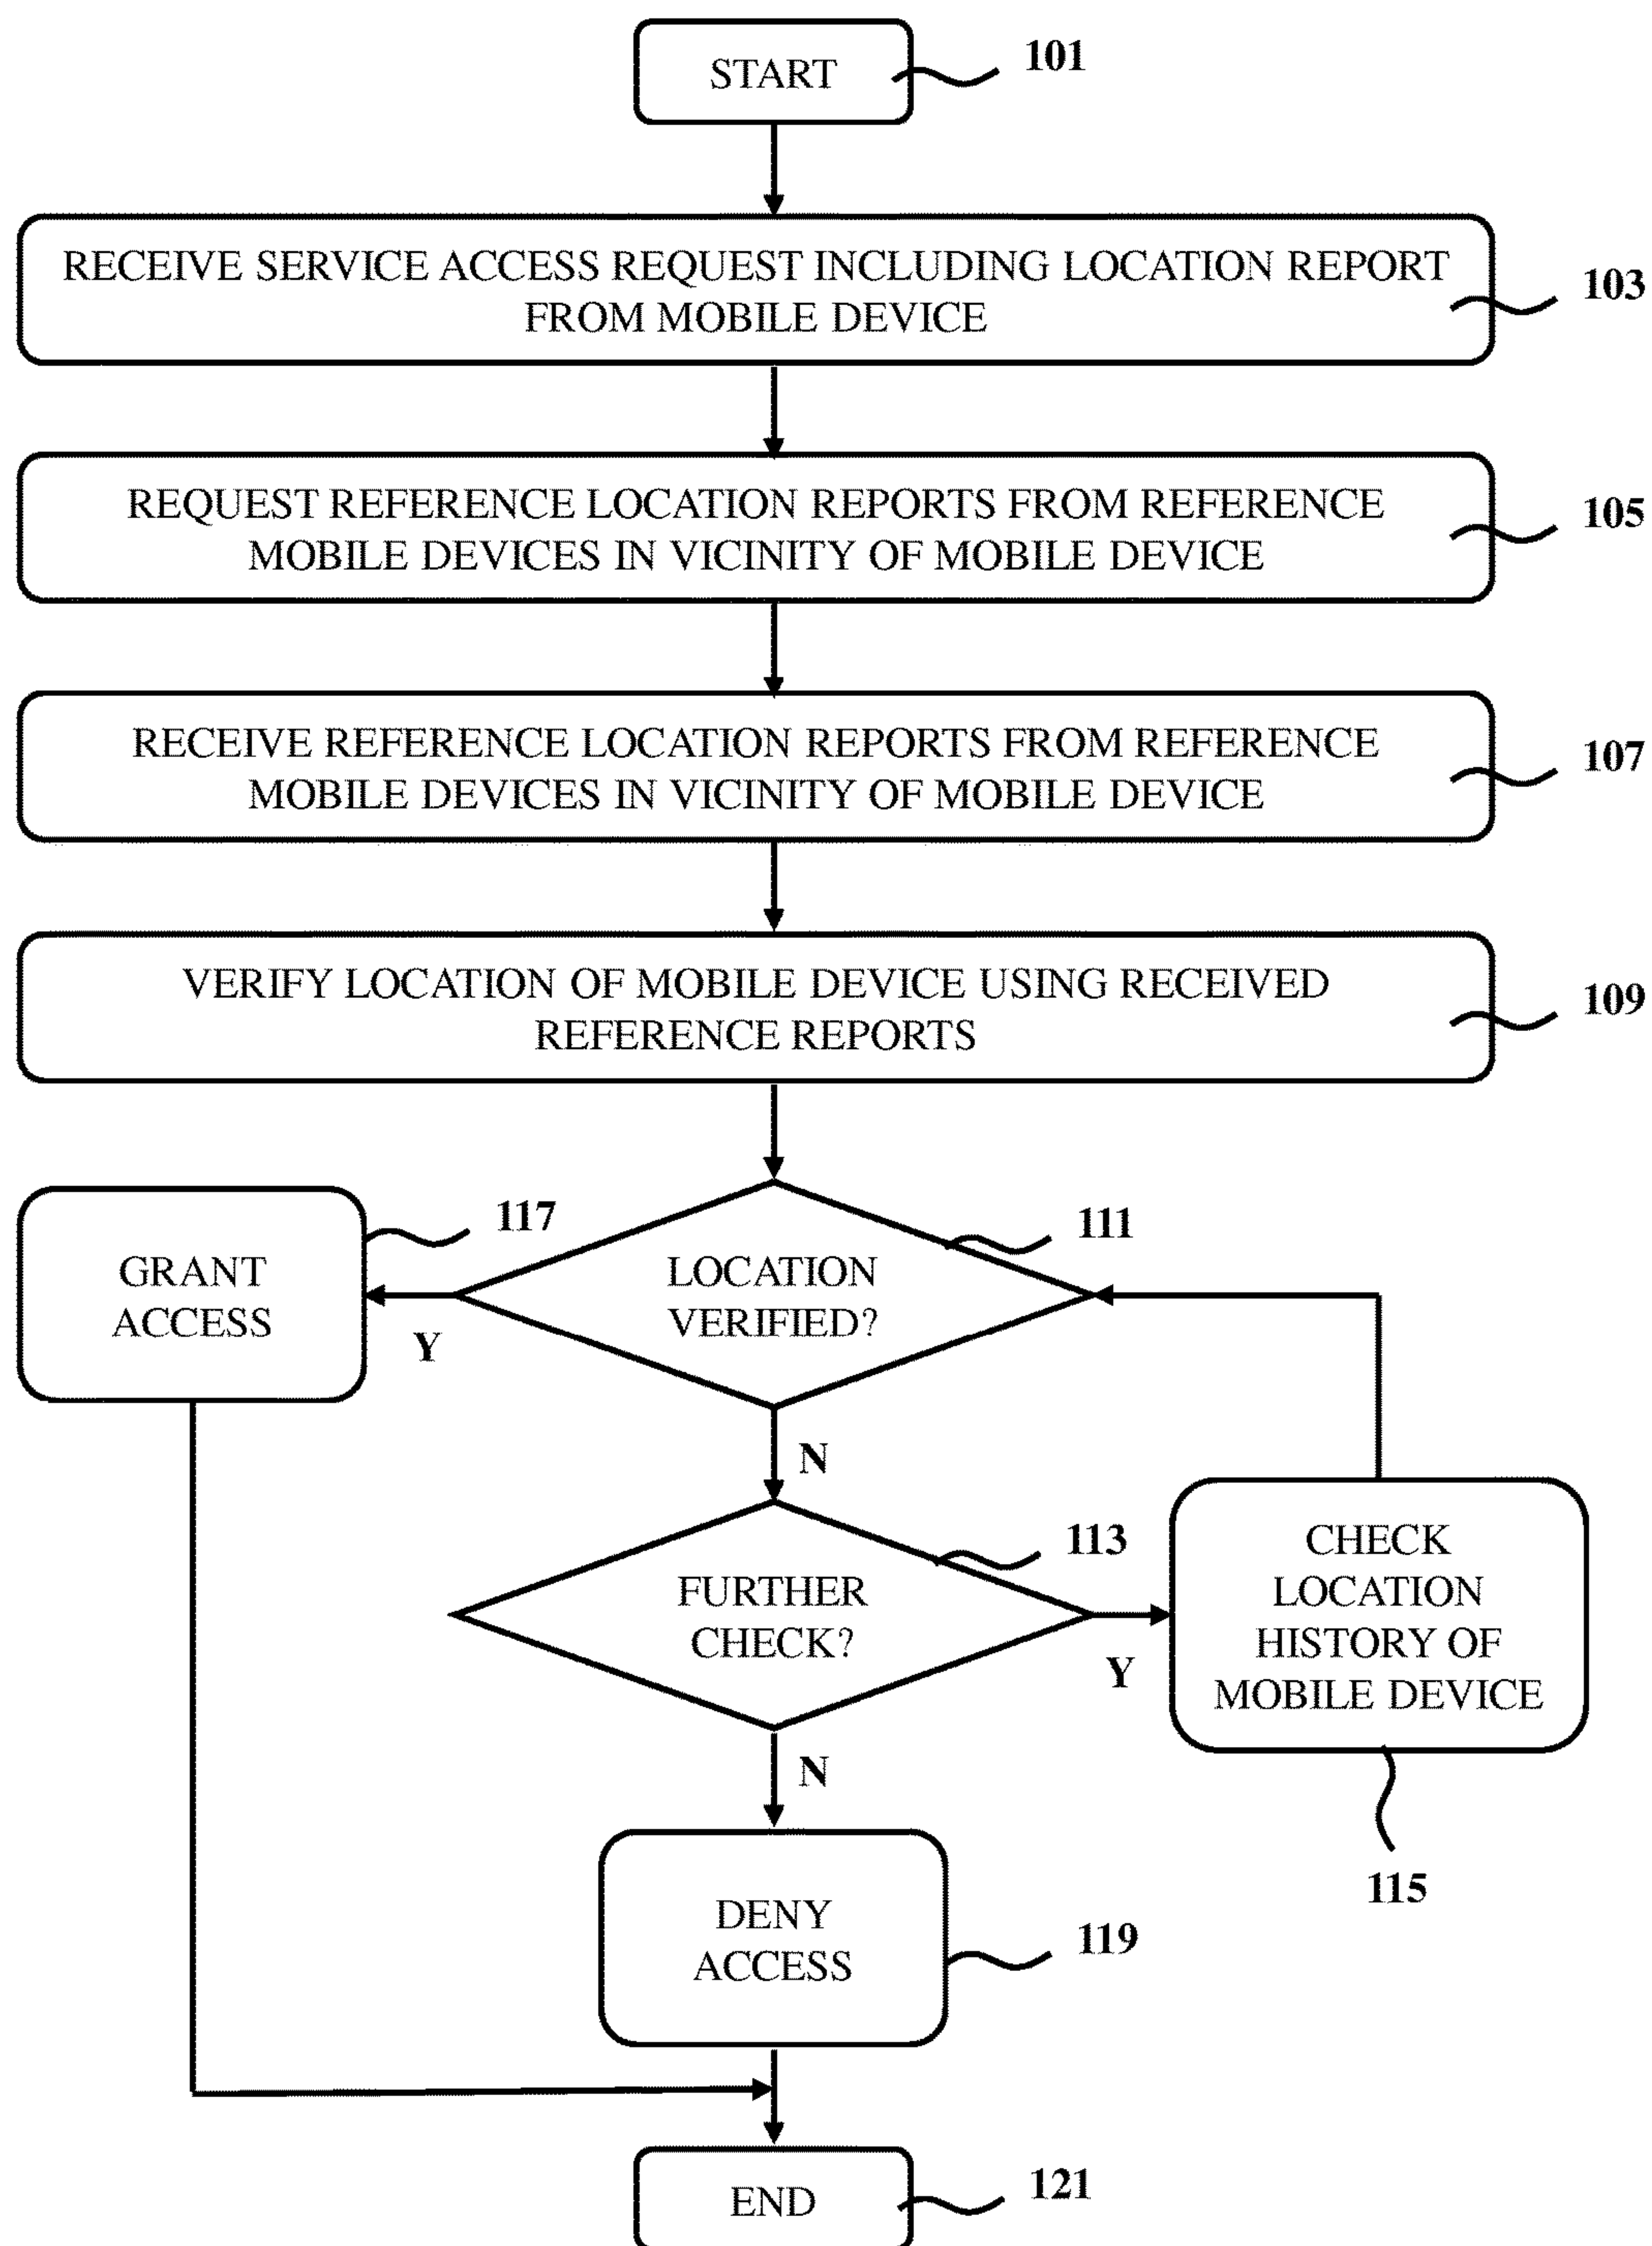 START
101
RECEIVE SERVICE ACCESS REQUEST INCLUDING LOCATION REPORT
FROM MOBILE DEVICE
103
REQUEST REFERENCE LOCATION REPORTS FROM REFERENCE
MOBILE DEVICES IN VICINITY OF MOBILE DEVICE
105
RECEIVE REFERENCE LOCATION REPORTS FROM REFERENCE
MOBILE DEVICES IN VICINITY OF MOBILE DEVICE
107
VERIFY LOCATION OF MOBILE DEVICE USING RECEIVED
REFERENCE REPORTS
109
GRANT
ACCESS
117
Y
LOCATION
VERIFIED?
111
N
FURTHER
CHECK?
113
Y
CHECK
LOCATION
HISTORY OF
MOBILE DEVICE
115
N
DENY
ACCESS
119
END
121